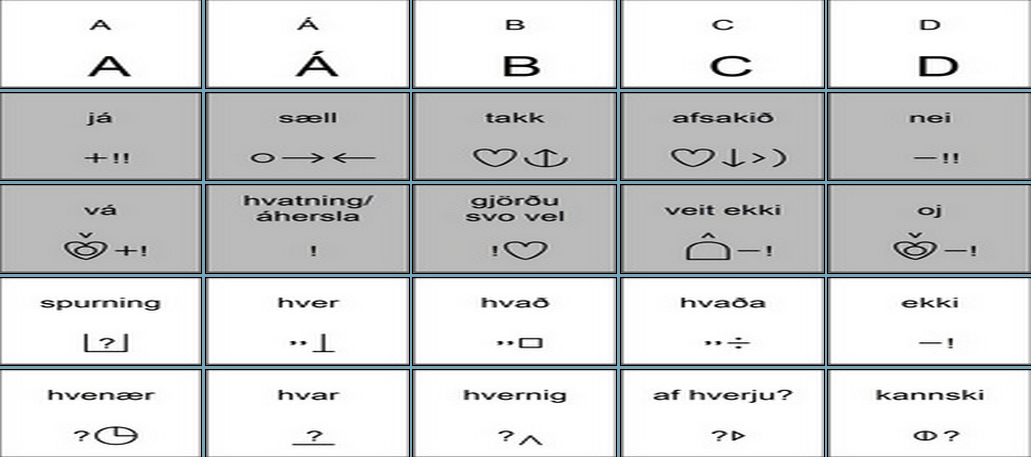 A Á B C D
A Á B C D
já sæll takk afsakið nei
+!! —!!
vá hvatning/ gjörðu veit ekki oj
áhersla svo vel
+! ! ! —! —!
spurning hver hvað hvaða ekki
? ,, ,, ,,÷ —!
hvenær hvar hvernig af hverju? kannski
? ? ? ? ?